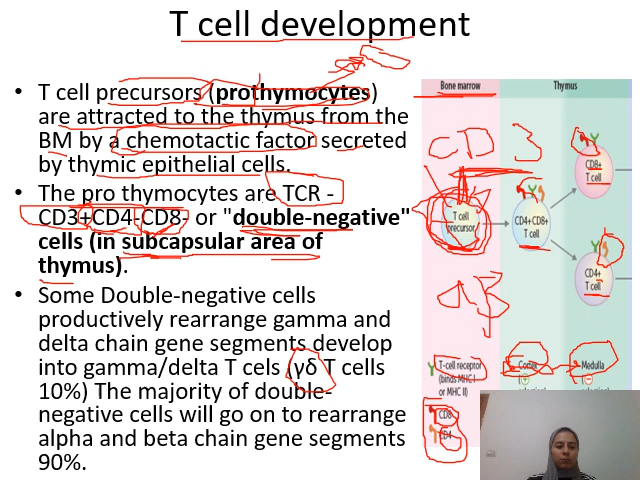 T cell development
• T cell precursors (prothymocytes)
are attracted to the thymus from the
BM by a chemotactic factor secreted
by thymic epithelial cells.
• The pro thymocytes are TCR -
CD3+CD4-CD8- or "double-negative"
cells (in subcapsular area of
thymus).
• Some Double-negative cells
productively rearrange gamma and
delta chain gene segments develop
into gamma/delta T cels (γδ T cells
10%) The majority of double-
negative cells will go on to rearrange
alpha and beta chain gene segments
90%.
Bone marrow
Thymus
CD 3
CD8+
T cell
T cell
precursor
CD4+CD8+
T cell
CD4+
T cell
αβ
T-cell receptor
(binds MHC I
or MHC II)
Cortex
Medulla
CD8
CD4